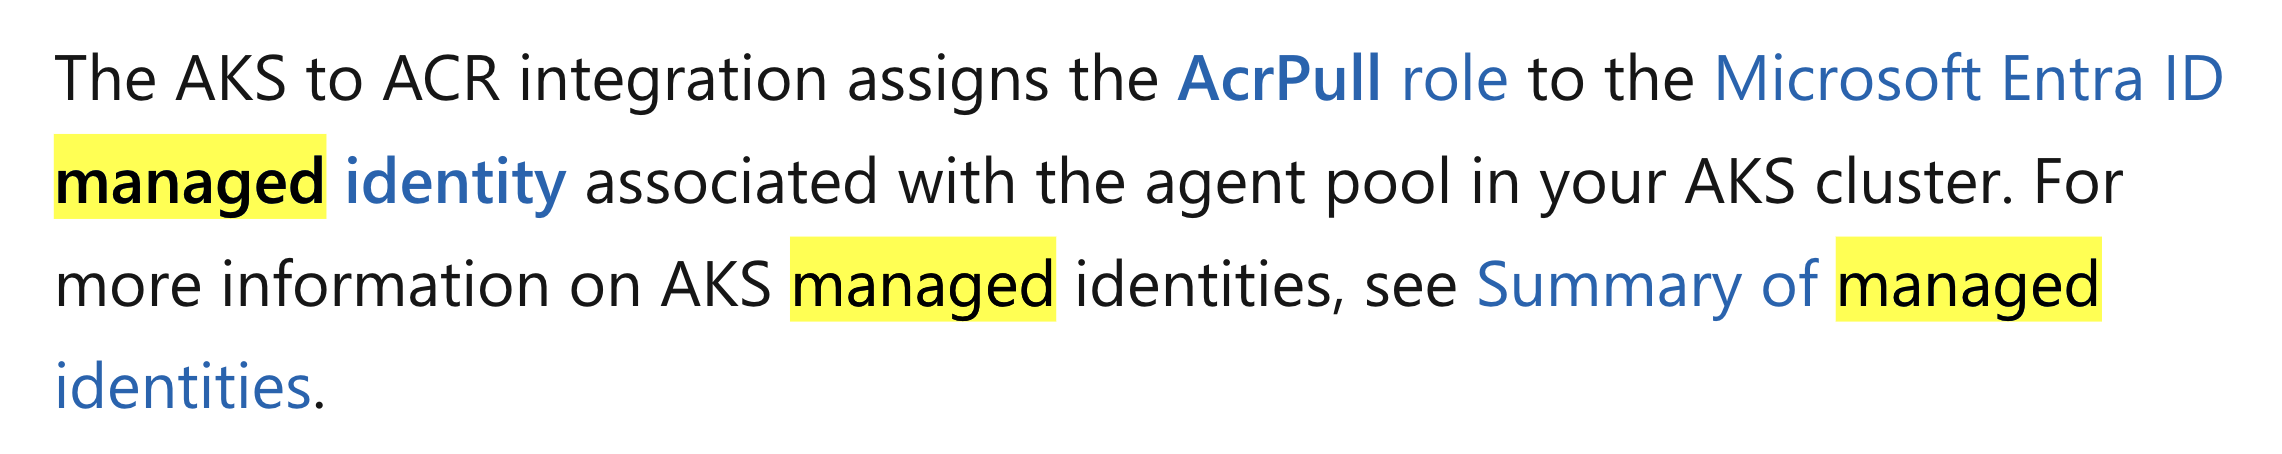 The AKS to ACR integration assigns the AcrPull role to the Microsoft Entra ID
managed identity associated with the agent pool in your AKS cluster. For
more information on AKS managed identities, see Summary of managed
identities.